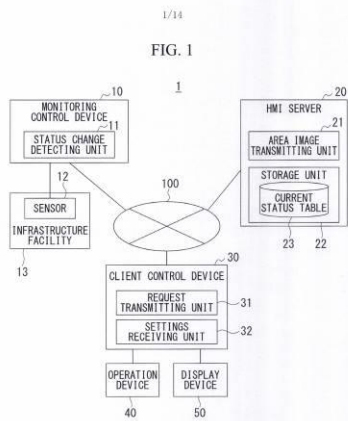 1/14
FIG. 1
1
10
MONITORING
CONTROL DEVICE
11
STATUS CHANGE
DETECTING UNIT
12
SENSOR
INFRASTRUCTURE
FACILITY
13
100
20
HMI SERVER
21
AREA IMAGE
TRANSMITTING UNIT
STORAGE UNIT
CURRENT
STATUS TABLE
23
22
30
CLIENT CONTROL DEVICE
REQUEST
TRANSMITTING UNIT
31
SETTINGS
RECEIVING UNIT
32
OPERATION
DEVICE
40
DISPLAY
DEVICE
50